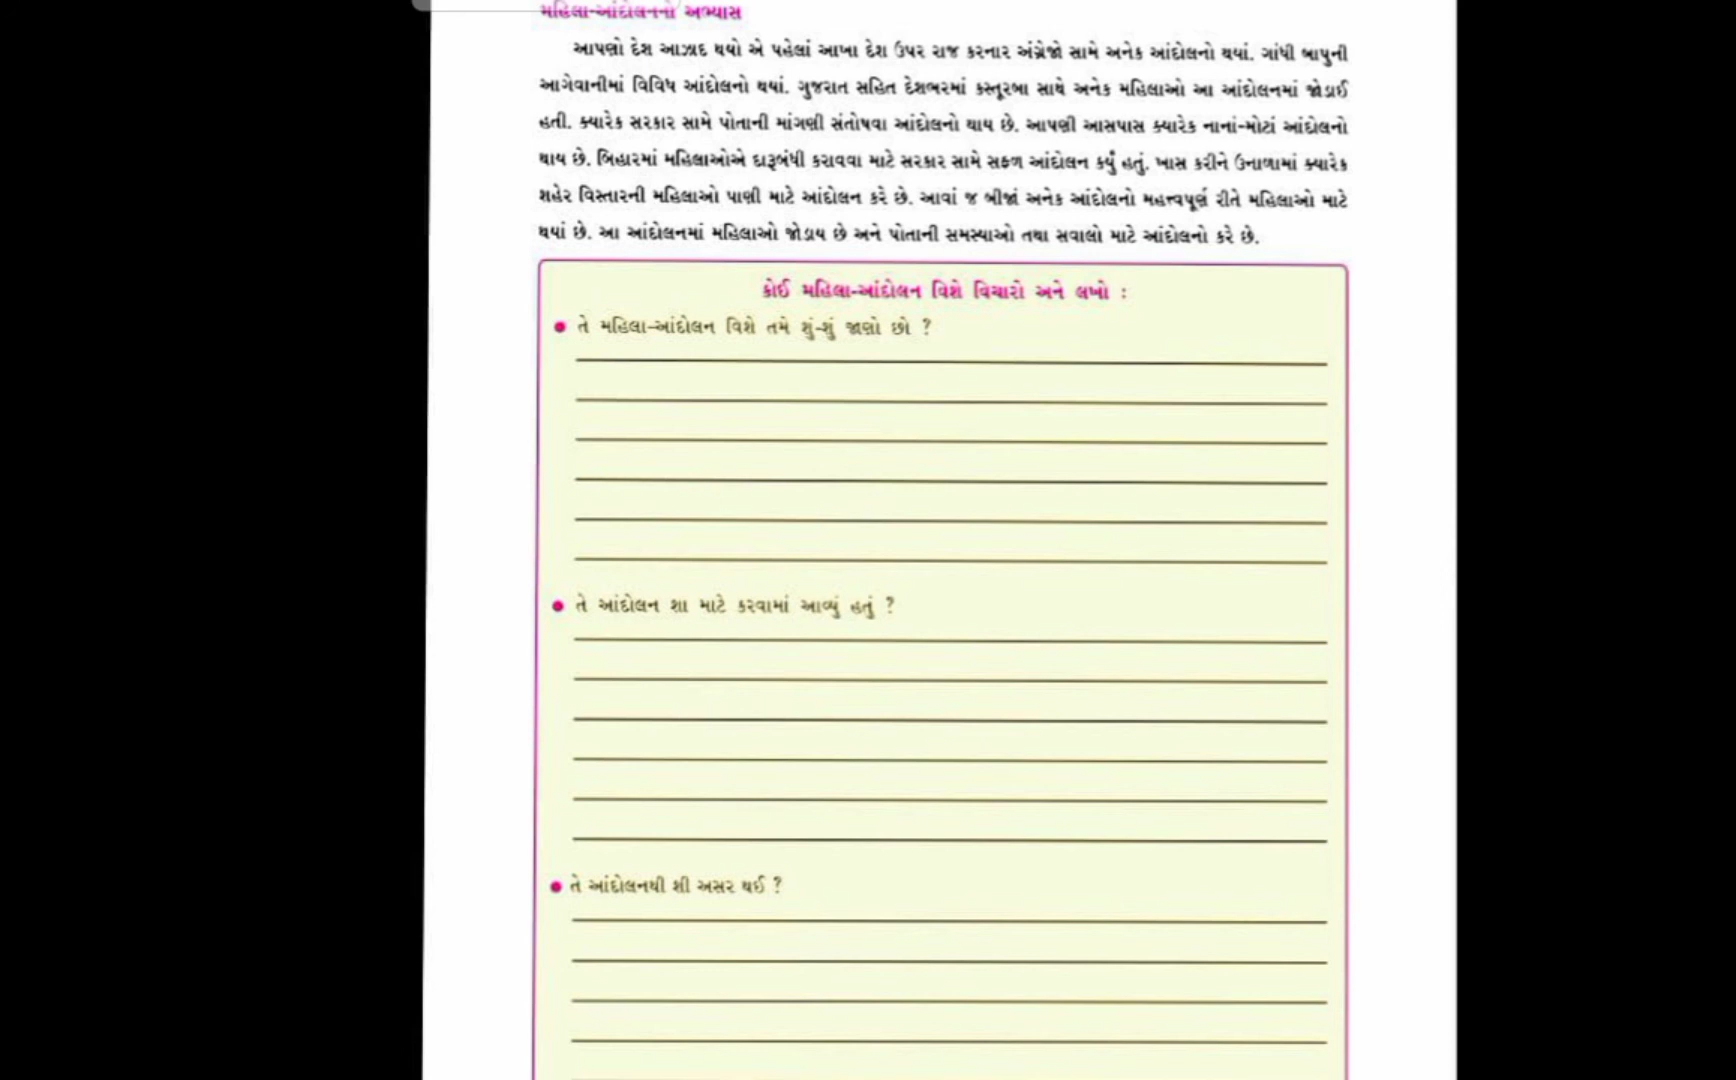 મહિલા-આંદોલનનો અભ્યાસ
આપણો દેશ આઝાદ થયો એ પહેલાં આખા દેશ ઉપર રાજ કરનાર અંગ્રેજો સામે અનેક આંદોલનો થયાં. ગાંધી બાપુની
આગેવાનીમાં વિવિધ આંદોલનો થયાં. ગુજરાત સહિત દેશભરમાં કસ્તૂરબા સાથે અનેક મહિલાઓ આ આંદોલનમાં જોડાઈ
હતી. ક્યારેક સરકાર સામે પોતાની માંગણી સંતોષવા આંદોલનો થાય છે. આપણી આસપાસ ક્યારેક નાનાં-મોટાં આંદોલનો
થાય છે. બિહારમાં મહિલાઓએ દારૂબંધી કરાવવા માટે સરકાર સામે સફળ આંદોલન કર્યું હતું. ખાસ કરીને ઉનાળામાં ક્યારેક
શહેર વિસ્તારની મહિલાઓ પાણી માટે આંદોલન કરે છે. આવાં જ બીજાં અનેક આંદોલનો મહત્ત્વપૂર્ણ રીતે મહિલાઓ માટે
થયાં છે. આ આંદોલનમાં મહિલાઓ જોડાય છે અને પોતાની સમસ્યાઓ તથા સવાલો માટે આંદોલનો કરે છે.
કોઈ મહિલા-આંદોલન વિશે વિચારો અને લખો :
● તે મહિલા-આંદોલન વિશે તમે શું-શું જાણો છો ?
● તે આંદોલન શા માટે કરવામાં આવ્યું હતું ?
● તે આંદોલનથી શી અસર થઈ ?